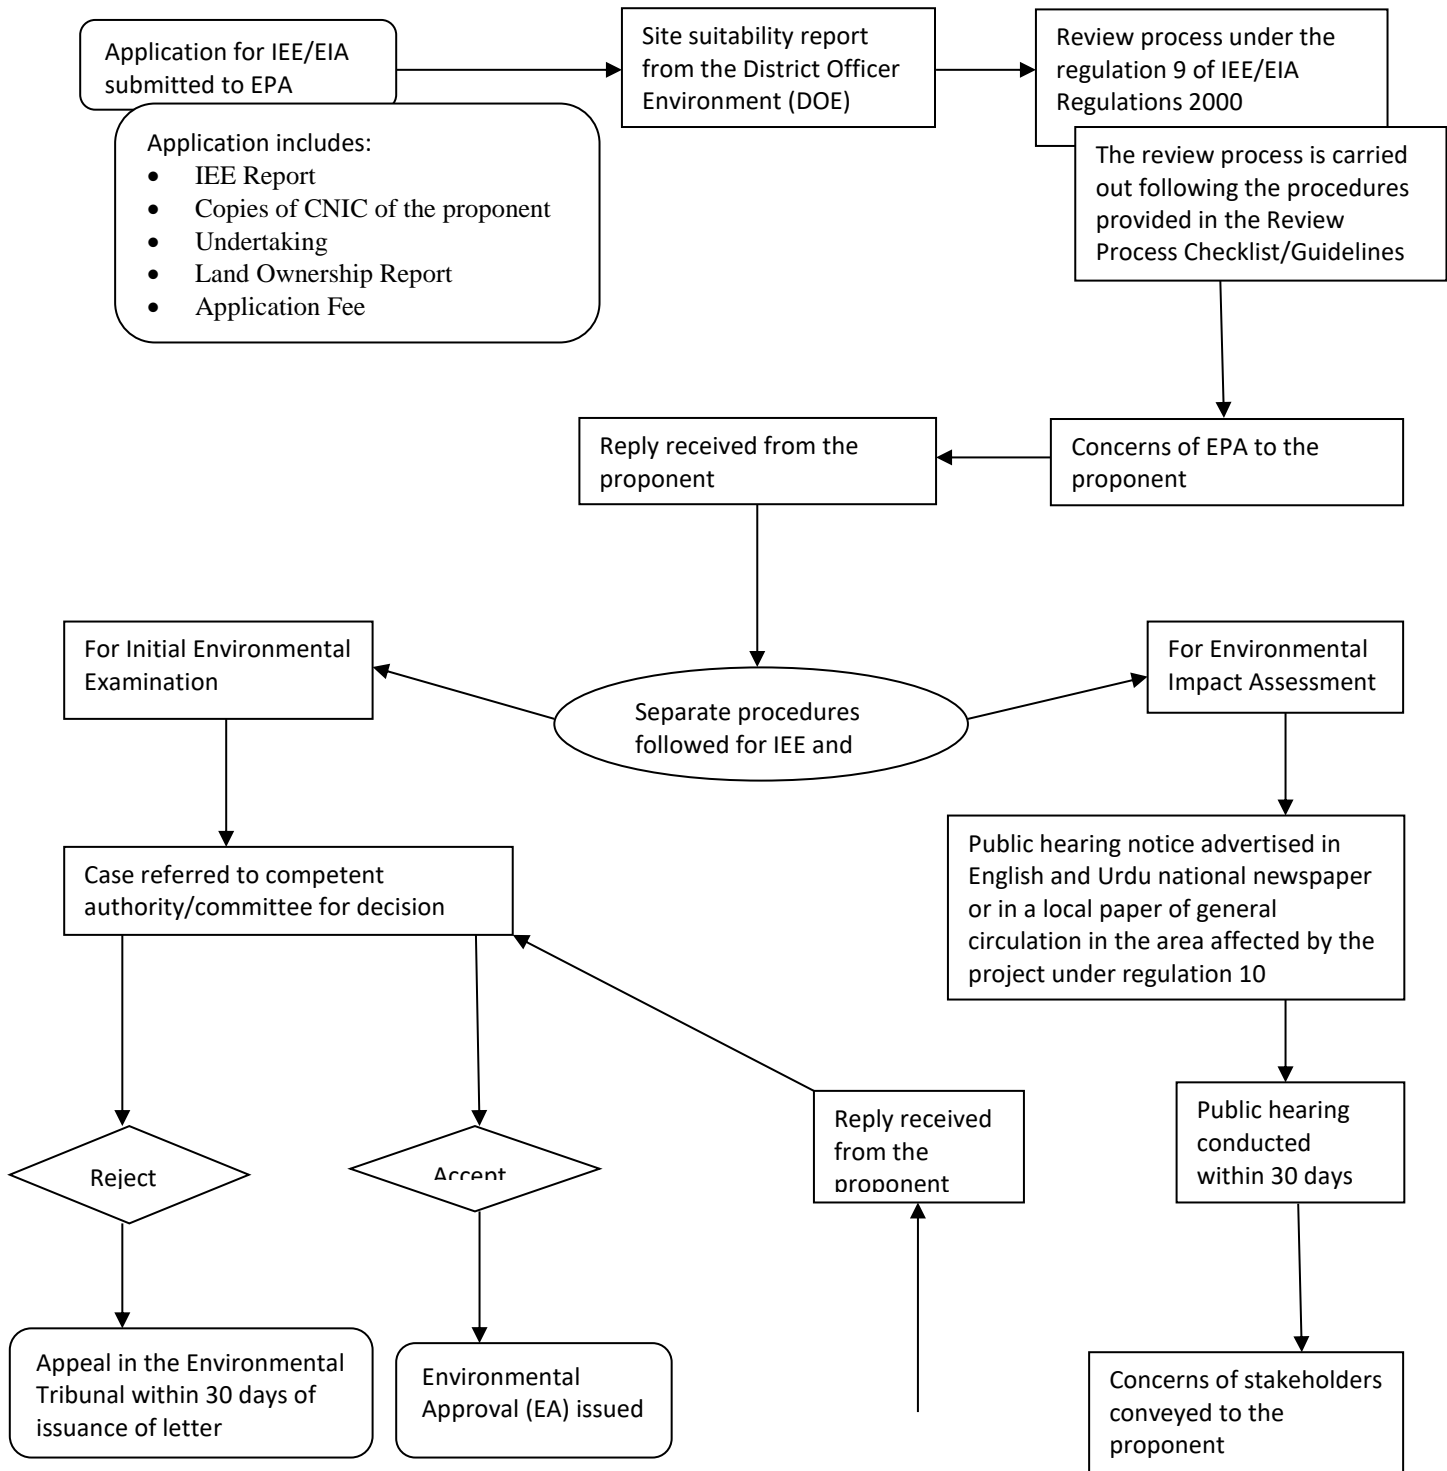 Application for IEE/EIA
submitted to EPA
Application includes:
• IEE Report
• Copies of CNIC of the proponent
• Undertaking
• Land Ownership Report
• Application Fee
Site suitability report
from the District Officer
Environment (DOE)
Review process under the
regulation 9 of IEE/EIA
Regulations 2000
The review process is carried
out following the procedures
provided in the Review
Process Checklist/Guidelines
Concerns of EPA to the
proponent
Reply received from the
proponent
Separate procedures
followed for IEE and
For Initial Environmental
Examination
For Environmental
Impact Assessment
Case referred to competent
authority/committee for decision
Public hearing notice advertised in
English and Urdu national newspaper
or in a local paper of general
circulation in the area affected by the
project under regulation 10
Public hearing
conducted
within 30 days
Reply received
from the
proponent
Reject
Accept
Appeal in the Environmental
Tribunal within 30 days of
issuance of letter
Environmental
Approval (EA) issued
Concerns of stakeholders
conveyed to the
proponent